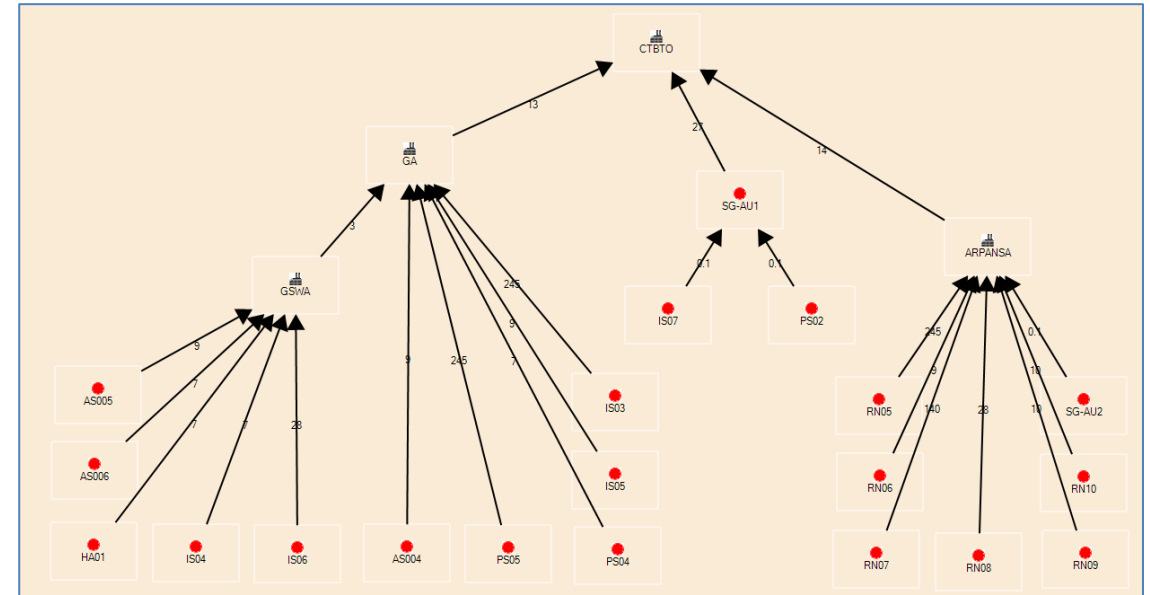 CTBTO
13
27
14
GA
SG-AU1
ARPANSA
3
GSWA
0.1
0.1
IS07
PS02
245
9
7
245
9
9
7
7
7
28
245
0.1
9
10
140
28
10
AS005
IS03
RN05
SG-AU2
AS006
IS05
RN06
RN10
HA01
IS04
IS06
AS004
PS05
PS04
RN07
RN08
RN09